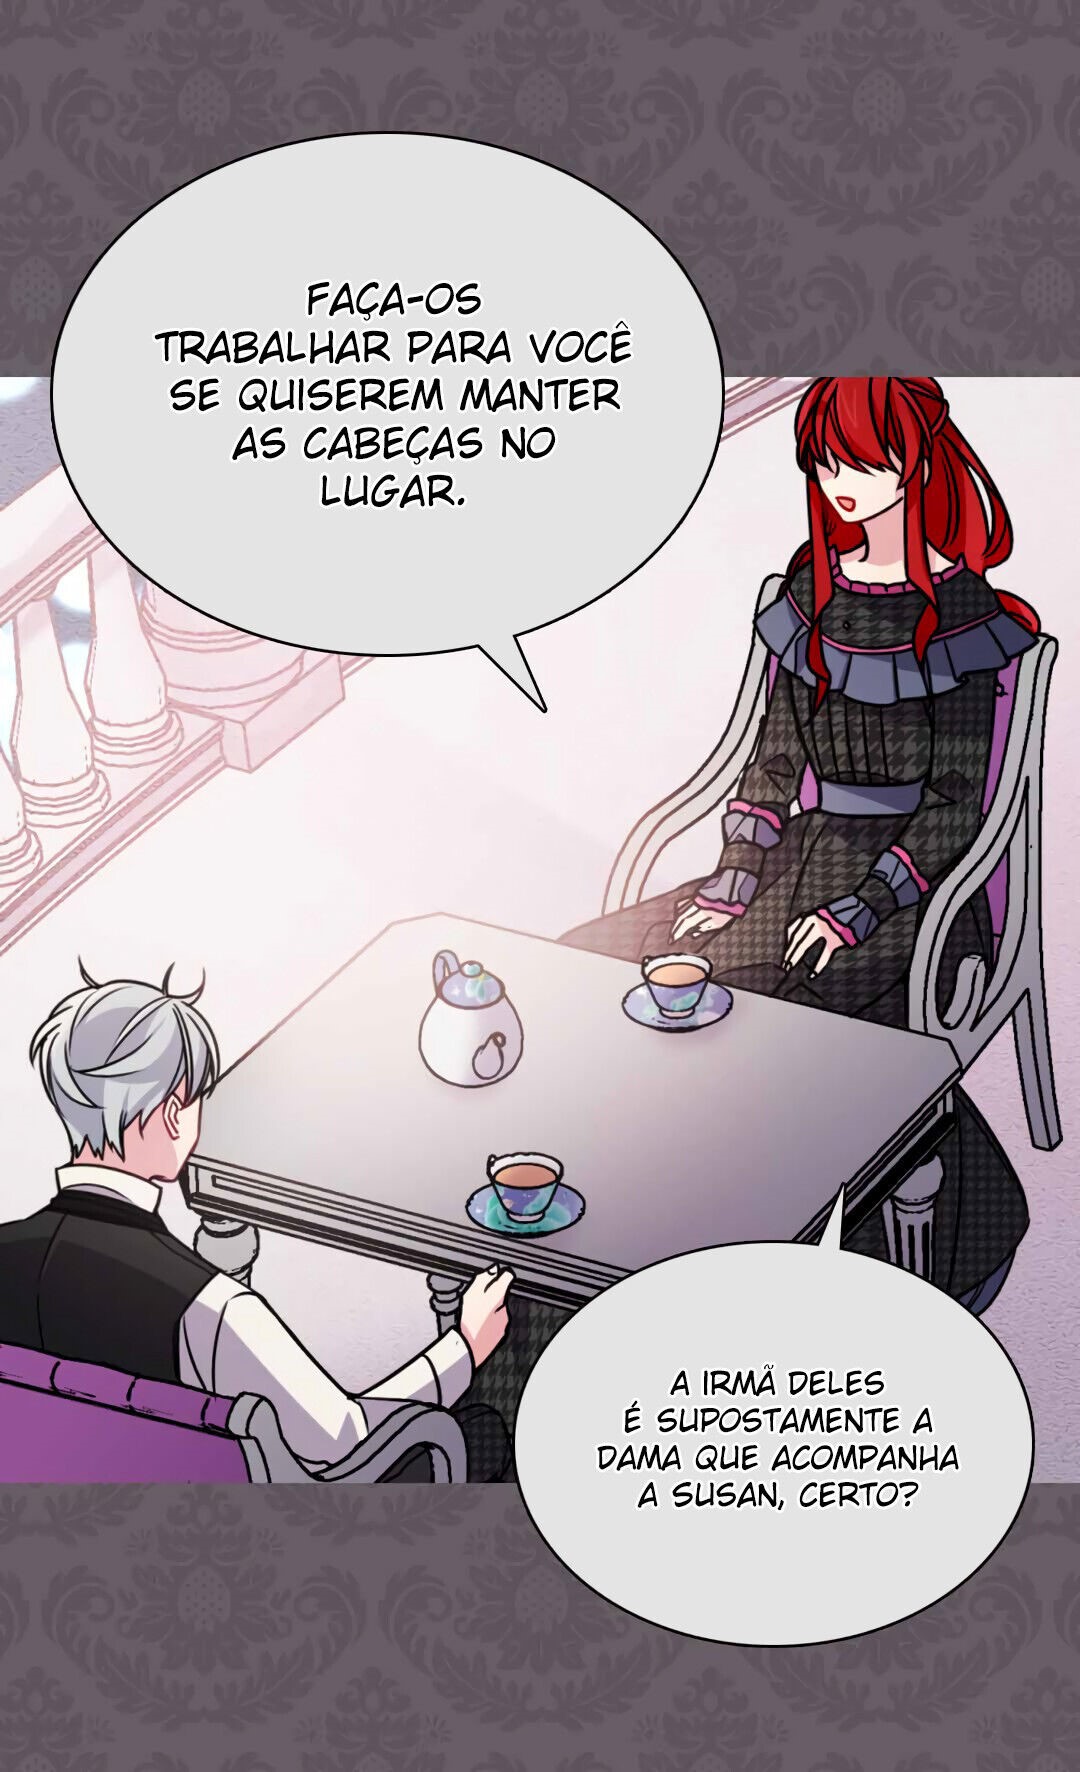 FAÇA-OS
TRABALHAR PARA VOCÊ
SE QUISEREM MANTER
AS CABEÇAS NO
LUGAR.
A IRMÃ DELES
É SUPOSTAMENTE A
DAMA QUE ACOMPANHA
A SUSAN, CERTO?